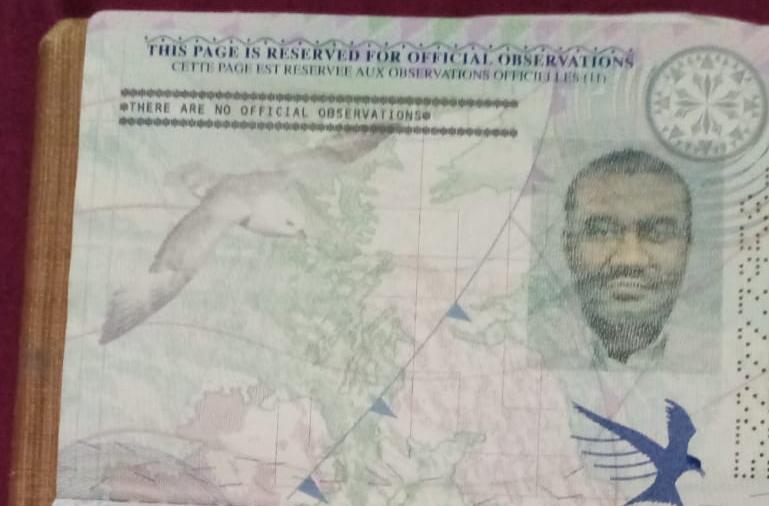 THIS PAGE IS RESERVED FOR OFFICIAL OBSERVATIONS
CETTE PAGE EST RESERVEE AUX OBSERVATIONS OFFICIELLES (11)
THERE ARE NO OFFICIAL OBSERVATIONS